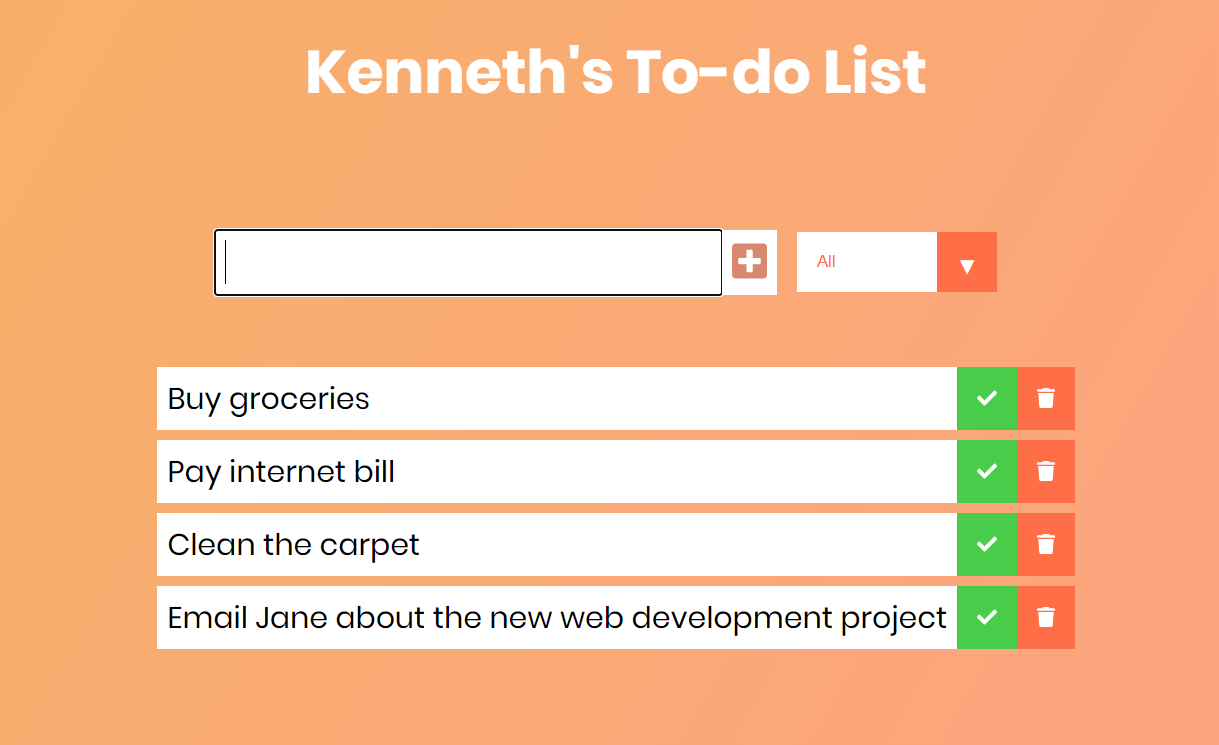 Kenneth's To-do List
All
Buy groceries
Pay internet bill
Clean the carpet
Email Jane about the new web development project